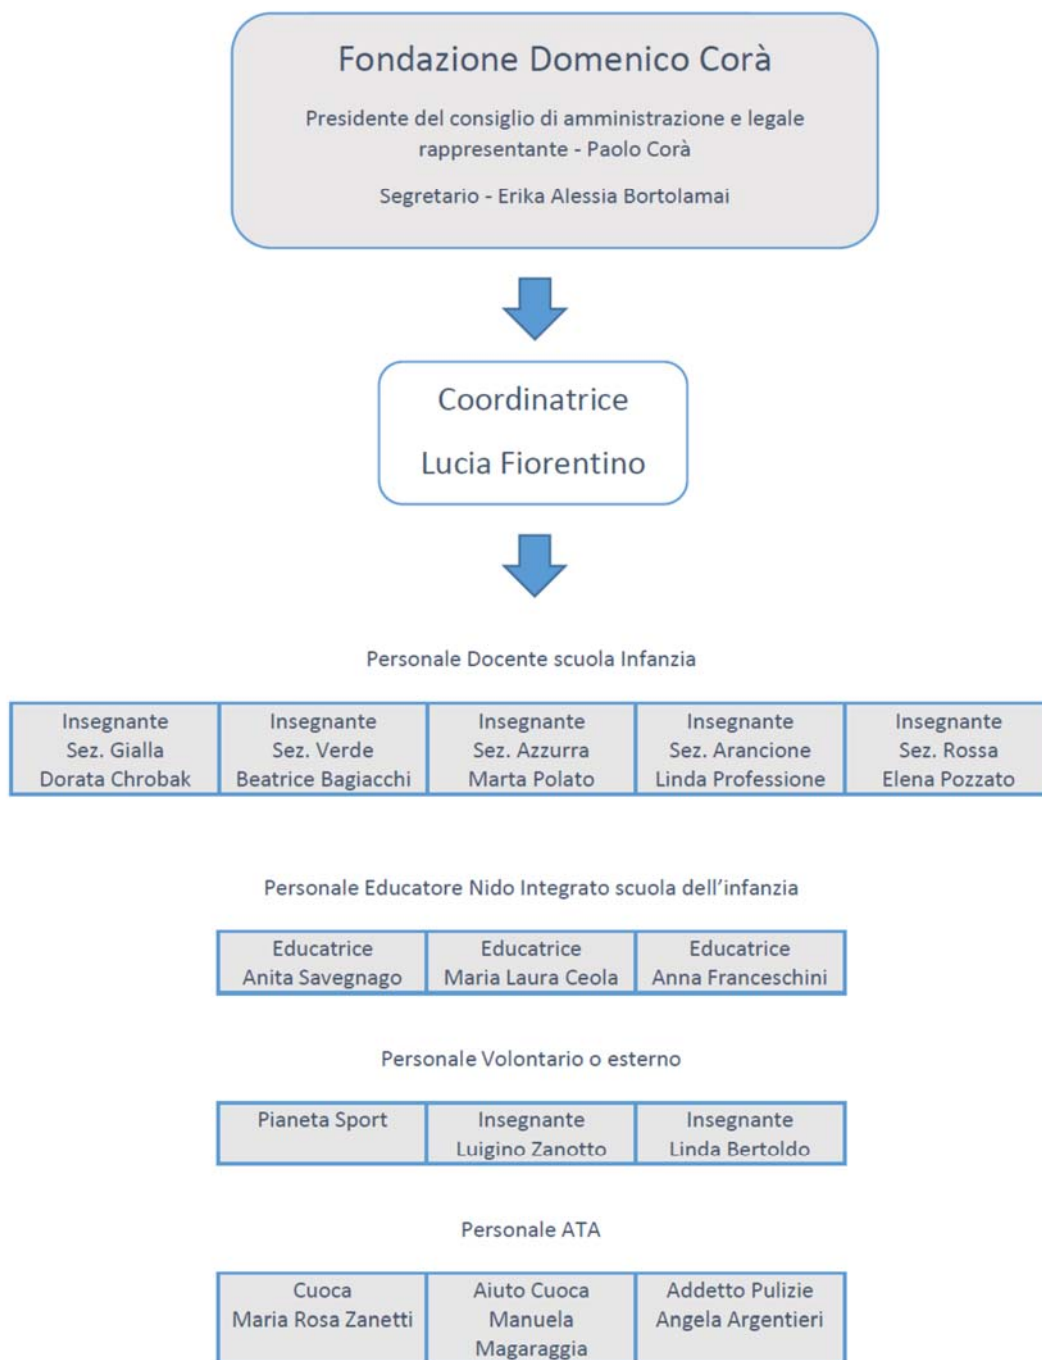 Fondazione Domenico Corà
Presidente del consiglio di amministrazione e legale
rappresentante - Paolo Corà
Segretario - Erika Alessia Bortolamai
Coordinatrice
Lucia Fiorentino
Personale Docente scuola Infanzia
Insegnante
Sez. Gialla
Dorata Chrobak
Insegnante
Sez. Verde
Beatrice Bagiacchi
Insegnante
Sez. Azzurra
Marta Polato
Insegnante
Sez. Arancione
Linda Professione
Insegnante
Sez. Rossa
Elena Pozzato
Personale Educatore Nido Integrato scuola dell’infanzia
Educatrice
Anita Savegnago
Educatrice
Maria Laura Ceola
Educatrice
Anna Franceschini
Personale Volontario o esterno
Pianeta Sport
Insegnante
Luigino Zanotto
Insegnante
Linda Bertoldo
Personale ATA
Cuoca
Maria Rosa Zanetti
Aiuto Cuoca
Manuela
Magaraggia
Addetto Pulizie
Angela Argentieri